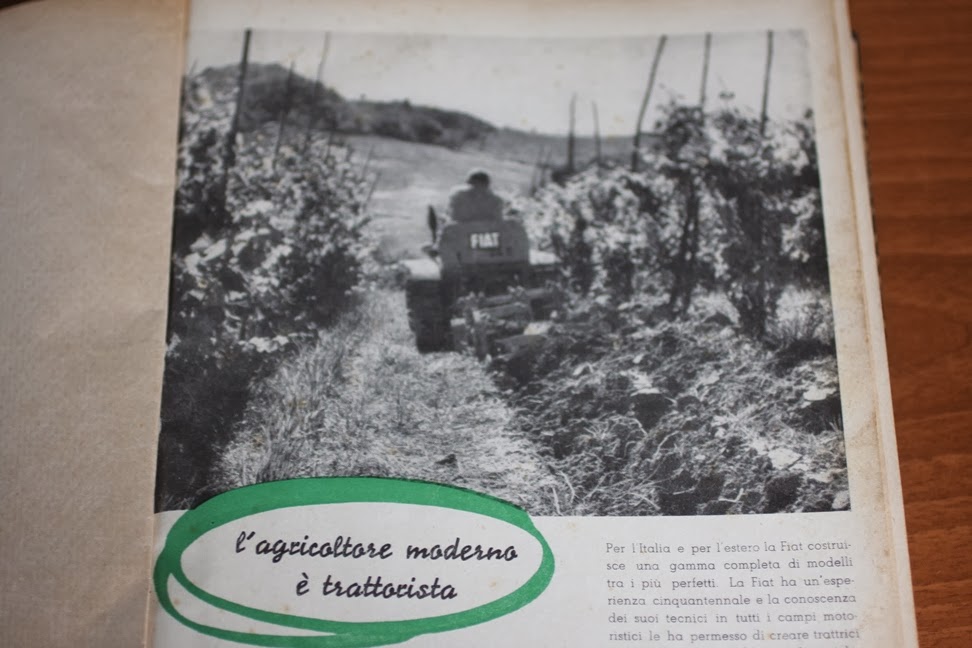 FIAT
l'agricoltore moderno
è trattorista
Per l'Italia e per l'estero la Fiat costrui-
sce una gamma completa di modelli
tra i più perfetti. La Fiat ha un'espe-
rienza cinquantennale e la conoscenza
dei suoi tecnici in tutti i campi moto-
ristici le ha permesso di creare trattrici